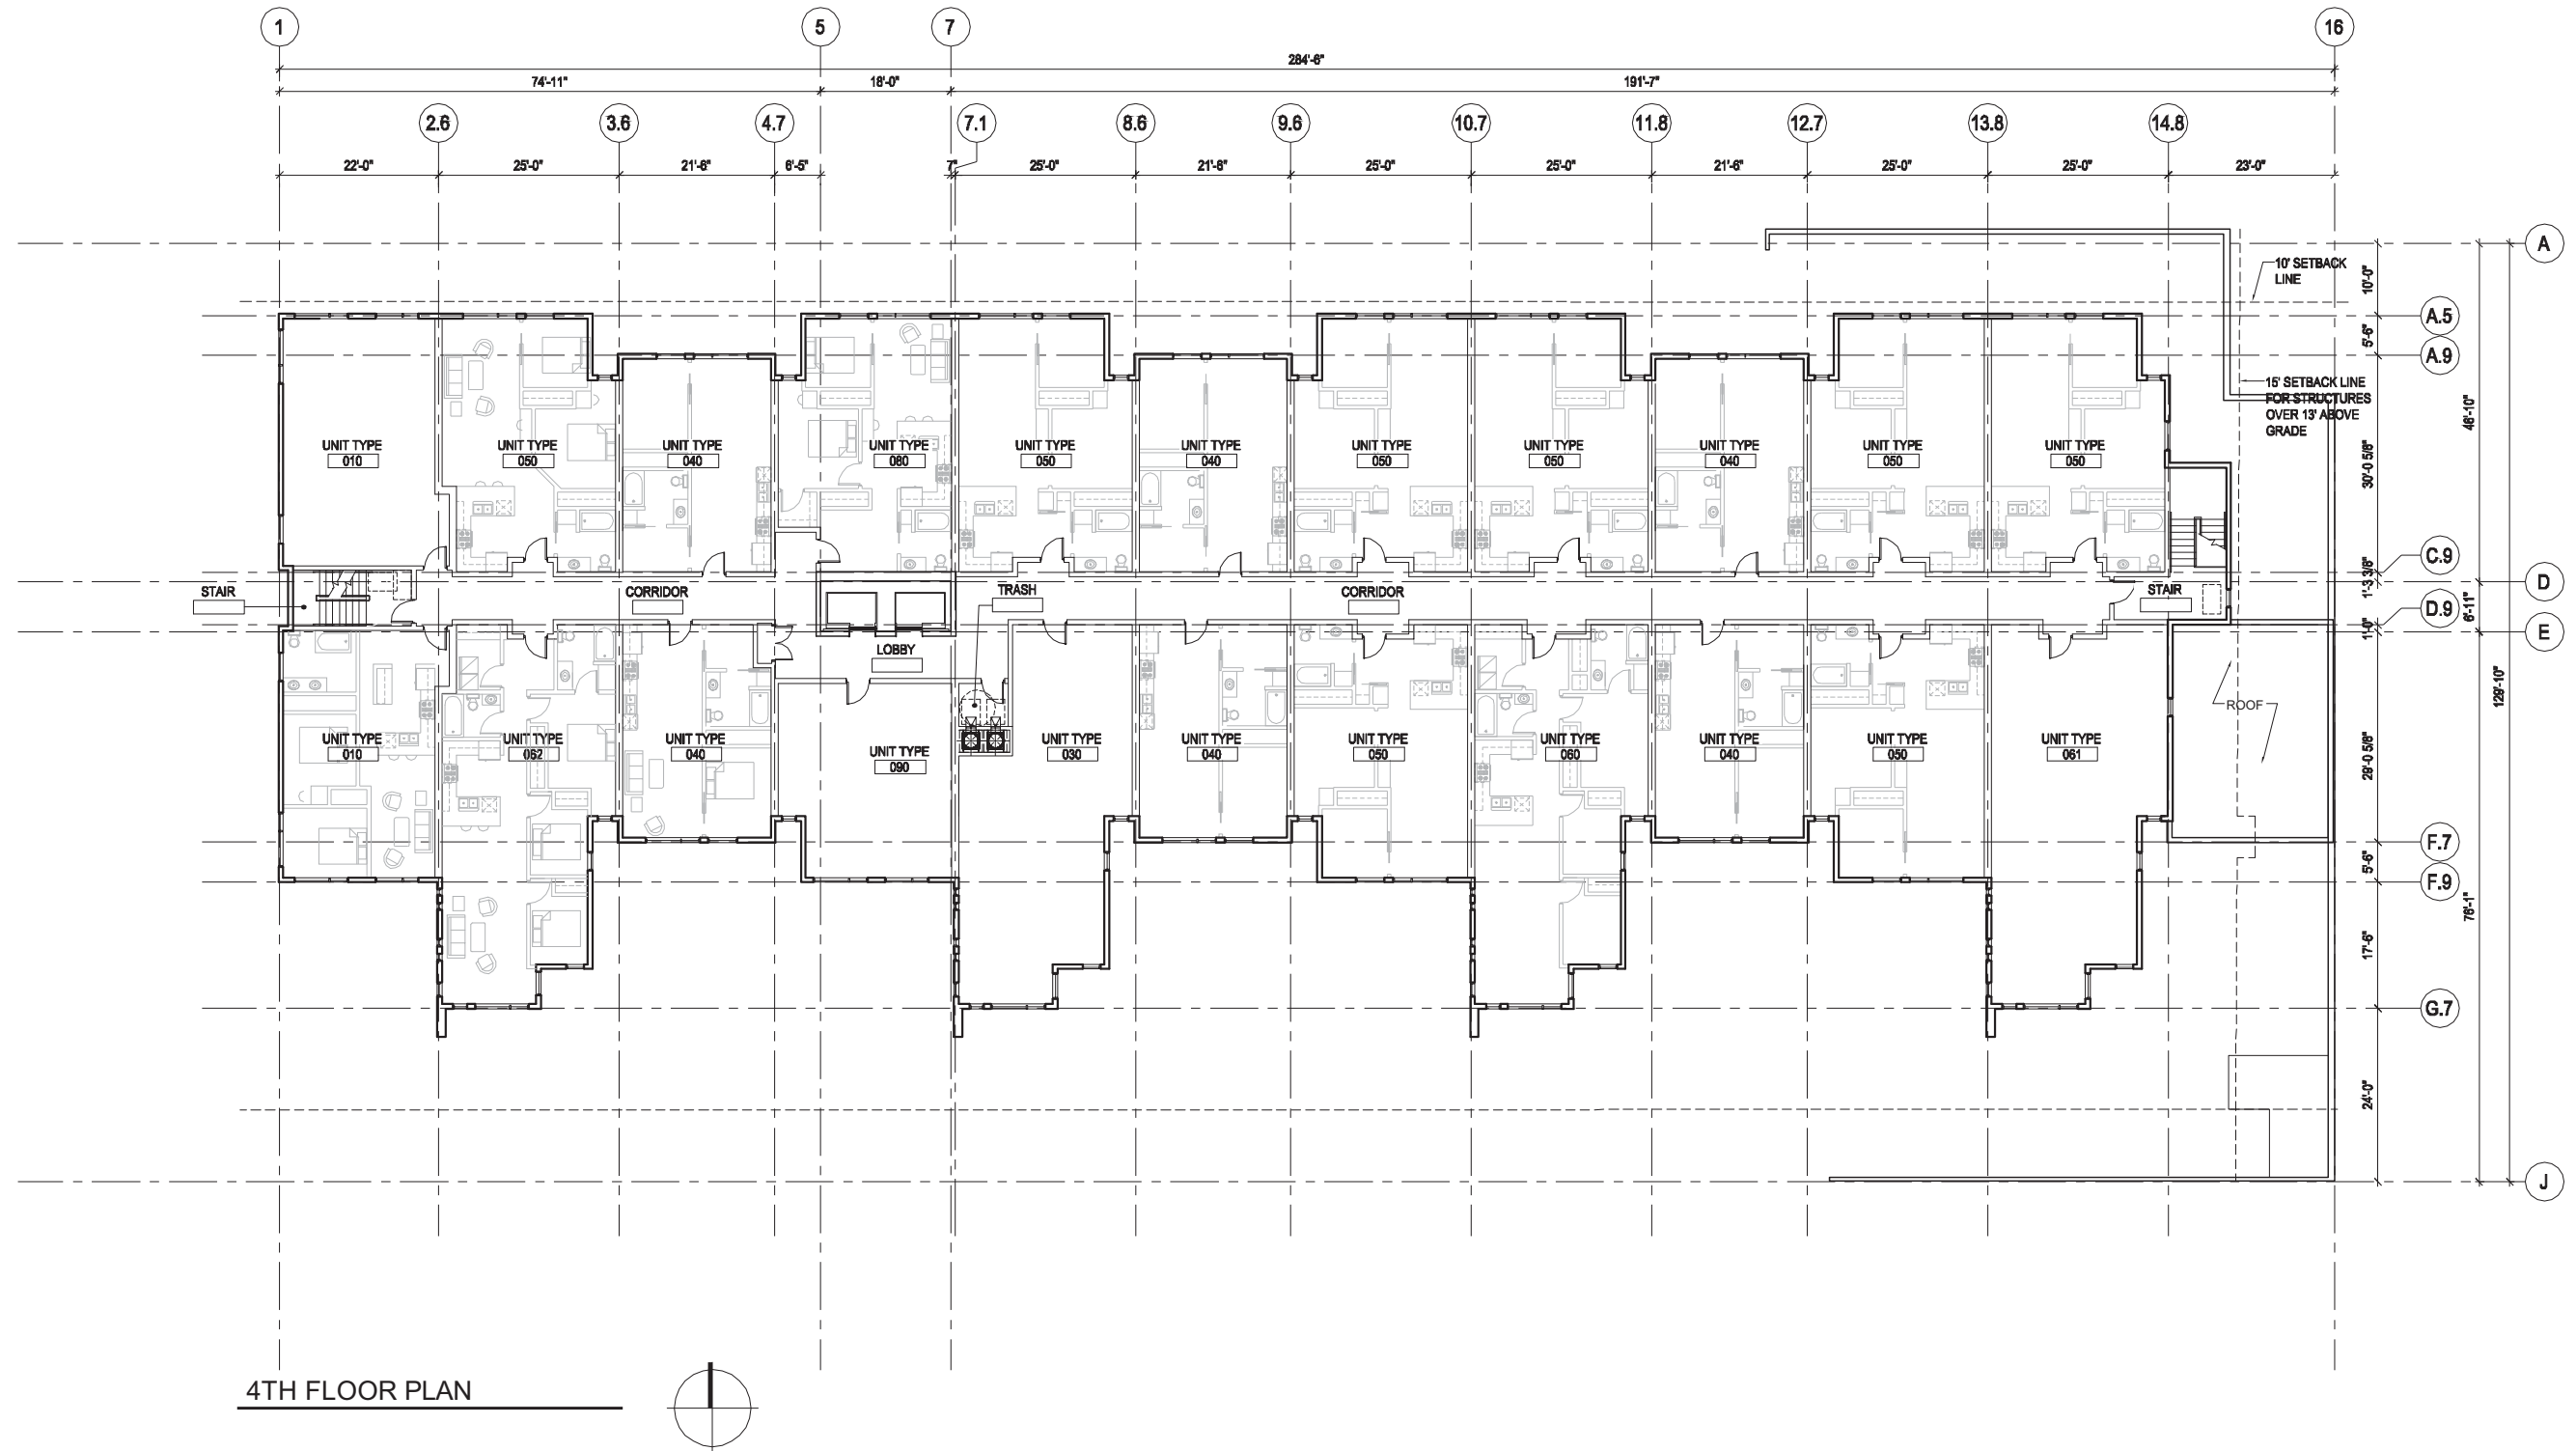 1
5
7
16
284'-6"
74'-11"
18'-0"
191'-7"
2.6
3.6
4.7
7.1
8.6
9.6
10.7
11.8
12.7
13.8
14.8
22'-0"
25'-0"
21'-6"
6'-5"
7"
25'-0"
21'-6"
25'-0"
25'-0"
21'-6"
25'-0"
25'-0"
23'-0"
A
10'-0"
10' SETBACK
LINE
A.5
5'-6"
A.9
15' SETBACK LINE
FOR STRUCTURES
OVER 13' ABOVE
GRADE
46'-10"
30'-0 5/8"
UNIT TYPE
010
UNIT TYPE
050
UNIT TYPE
040
UNIT TYPE
080
UNIT TYPE
050
UNIT TYPE
040
UNIT TYPE
050
UNIT TYPE
050
UNIT TYPE
040
UNIT TYPE
050
UNIT TYPE
050
C.9
1'-3 3/8"
D
6'-11"
D.9
1'-0"
E
STAIR
CORRIDOR
TRASH
CORRIDOR
STAIR
LOBBY
129'-10"
ROOF
UNIT TYPE
010
UNIT TYPE
062
UNIT TYPE
040
UNIT TYPE
090
UNIT TYPE
030
UNIT TYPE
040
UNIT TYPE
050
UNIT TYPE
060
UNIT TYPE
040
UNIT TYPE
050
UNIT TYPE
061
29'-0 5/8"
F.7
5'-6"
F.9
76'-1"
17'-6"
G.7
24'-0"
J
4TH FLOOR PLAN